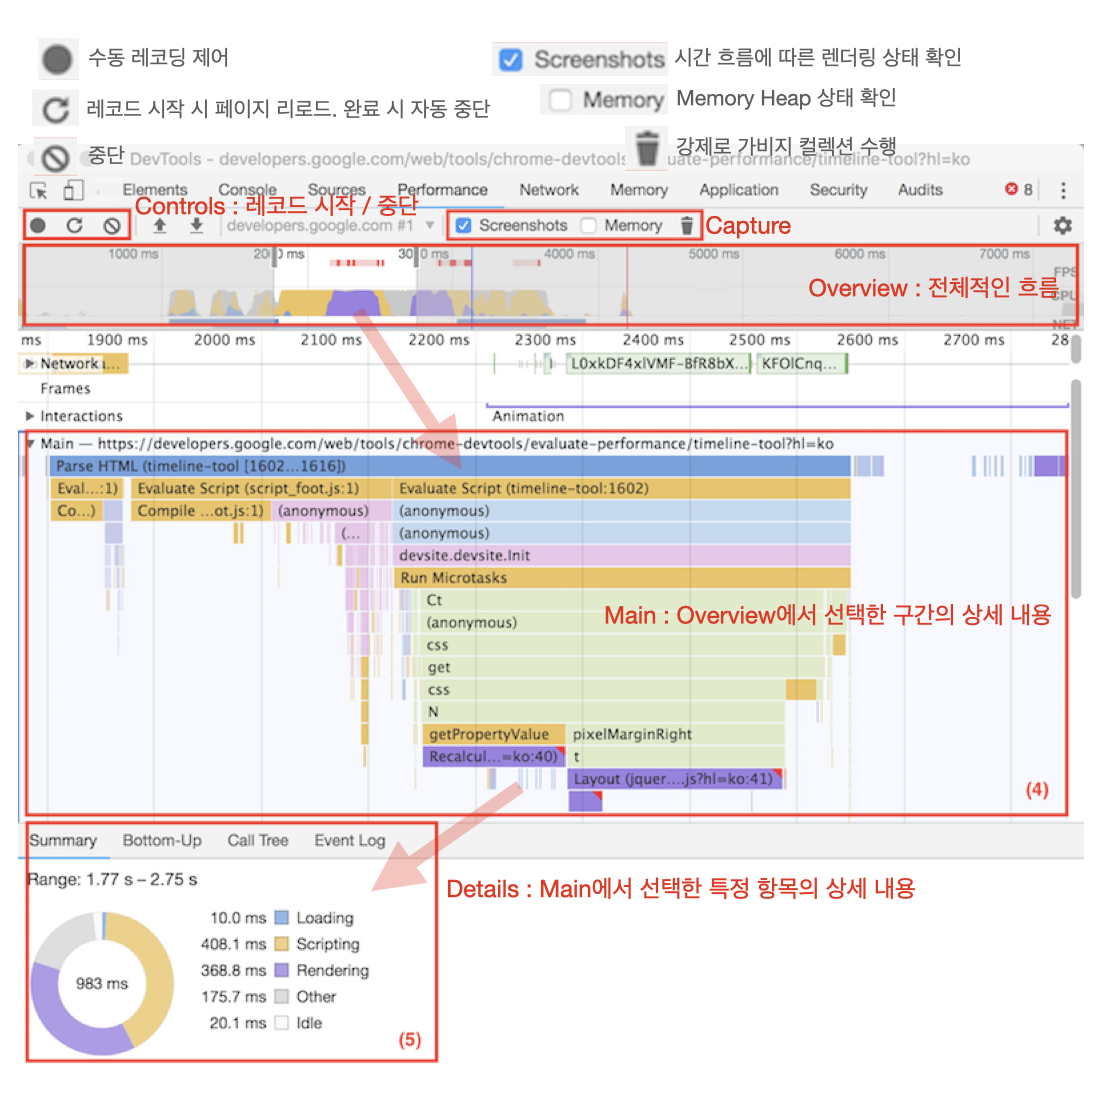 수동 레코딩 제어
Screenshots 시간 흐름에 따른 렌더링 상태 확인
레코드 시작 시 페이지 리로드. 완료 시 자동 중단
Memory Memory Heap 상태 확인
중단
강제로 가비지 컬렉션 수행
DevTools - developers.google.com/web/tools/chrome-devtools uate-performance/timeline-tool?hl=ko
Elements Console Sources Performance Network Memory Application Security Audits 8
Controls : 레코드 시작 / 중단
developers.google.com #1 Screenshots Memory Capture
1000 ms ms 4000 ms 5000 ms 6000 ms 7000 ms
FPS
Overview : 전체적인 흐름
CPU
NET
ms 1900 ms 2000 ms 2100 ms 2200 ms 2300 ms 2400 ms 2500 ms 2600 ms 2700 ms 28
Network L0xkDF4xlVMF-BfR8bX... KFOlCnq...
Frames
Interactions Animation
Main — https://developers.google.com/web/tools/chrome-devtools/evaluate-performance/timeline-tool?hl=ko
Parse HTML (timeline-tool [1602...1616])
Eval...:1) Evaluate Script (script_foot.js:1) Evaluate Script (timeline-tool:1602)
Co...) Compile ...ot.js:1) (anonymous) (anonymous)
(... (anonymous)
devsite.devsite.Init
Run Microtasks
Ct
Main : Overview에서 선택한 구간의 상세 내용
(anonymous)
css
get
css
N
getPropertyValue pixelMarginRight
Recalcul...=ko:40) t
Layout (jquer....js?hl=ko:41)
(4)
Summary Bottom-Up Call Tree Event Log
Range: 1.77 s – 2.75 s
Details : Main에서 선택한 특정 항목의 상세 내용
10.0 ms Loading
408.1 ms Scripting
368.8 ms Rendering
983 ms
175.7 ms Other
20.1 ms Idle
(5)